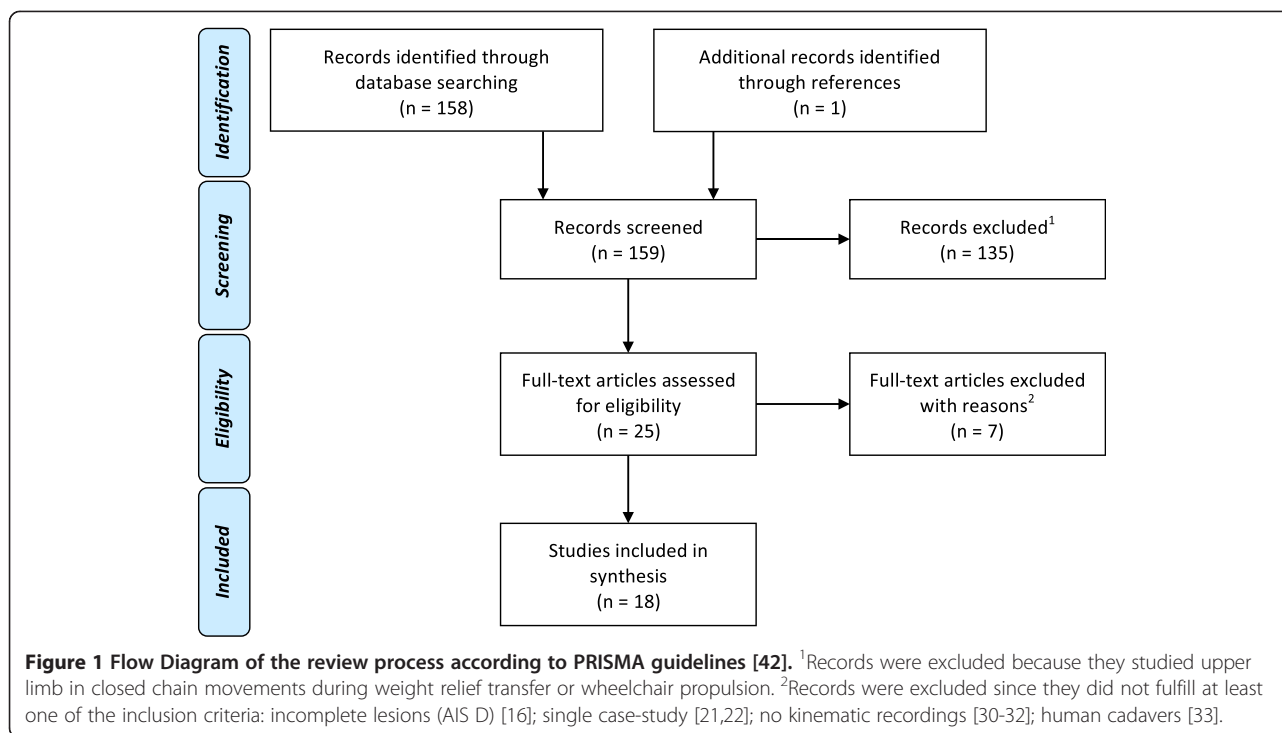 Identification
Records identified through
database searching
(n = 158)
Additional records identified
through references
(n = 1)
Screening
Records screened
(n = 159)
Records excluded1
(n = 135)
Eligibility
Full-text articles assessed
for eligibility
(n = 25)
Full-text articles excluded
with reasons2
(n = 7)
Included
Studies included in
synthesis
(n = 18)
Figure 1 Flow Diagram of the review process according to PRISMA guidelines [42]. 1Records were excluded because they studied upper
limb in closed chain movements during weight relief transfer or wheelchair propulsion. 2Records were excluded since they did not fulfill at least
one of the inclusion criteria: incomplete lesions (AIS D) [16]; single case-study [21,22]; no kinematic recordings [30-32]; human cadavers [33].